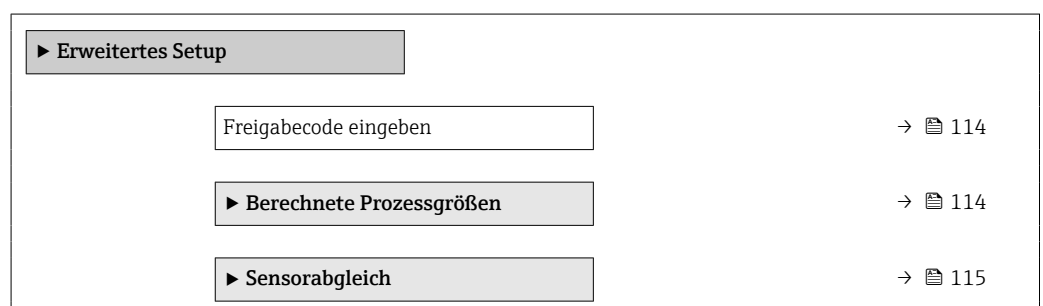 ▶ Erweitertes Setup
Freigabecode eingeben → 🖹 114
▶ Berechnete Prozessgrößen → 🖹 114
▶ Sensorabgleich → 🖹 115